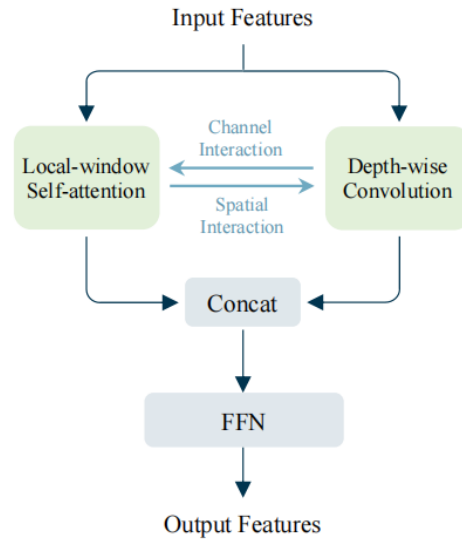 Input Features
Channel
Interaction
Local-window
Self-attention
Depth-wise
Convolution
Spatial
Interaction
Concat
FFN
Output Features